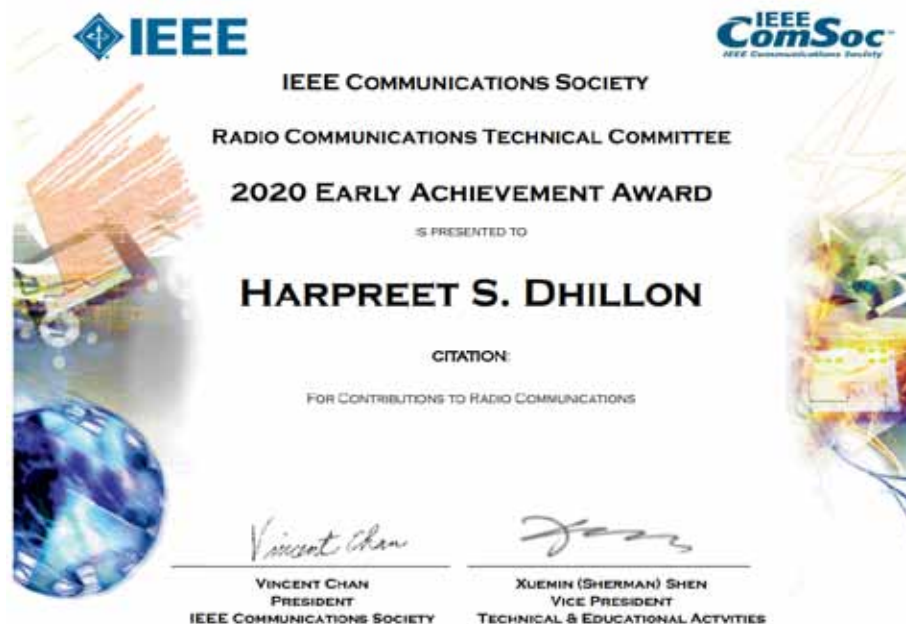 IEEE
IEEE
ComSoc™
IEEE Communications Society
IEEE COMMUNICATIONS SOCIETY
RADIO COMMUNICATIONS TECHNICAL COMMITTEE
2020 EARLY ACHIEVEMENT AWARD
IS PRESENTED TO
HARPREET S. DHILLON
CITATION:
FOR CONTRIBUTIONS TO RADIO COMMUNICATIONS
Vincent Chan
VINCENT CHAN
PRESIDENT
IEEE COMMUNICATIONS SOCIETY
XUEMIN (SHERMAN) SHEN
VICE PRESIDENT
TECHNICAL & EDUCATIONAL ACTVITIES